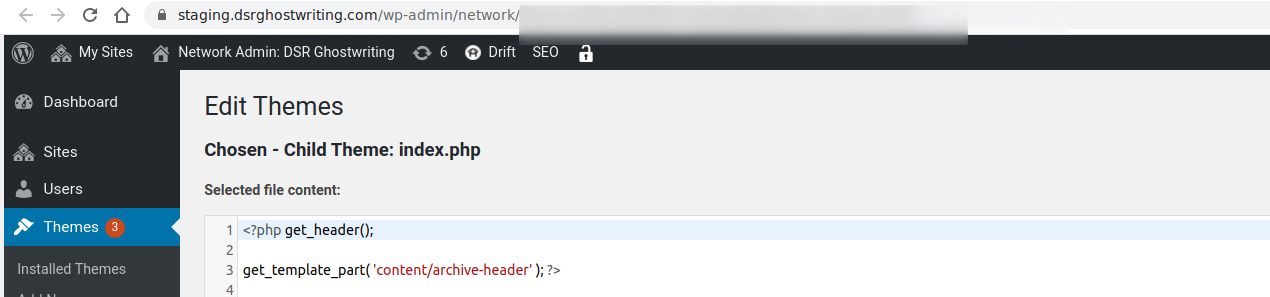 staging.dsrghostwriting.com/wp-admin/network/
My Sites Network Admin: DSR Ghostwriting 6 Drift SEO
Dashboard
Sites
Users
Themes 3
Installed Themes
Edit Themes
Chosen - Child Theme: index.php
Selected file content:
1 <?php get_header();
2
3 get_template_part( 'content/archive-header' ); ?>
4